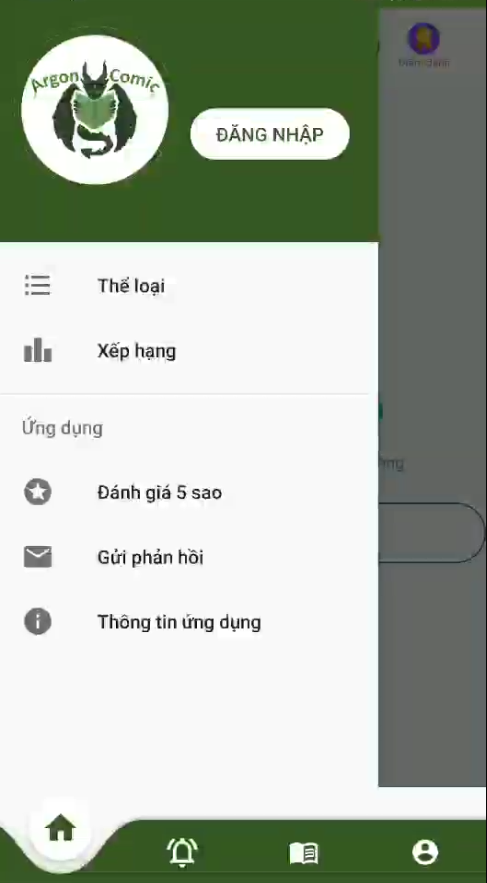 Argon Comic
ĐĂNG NHẬP
Thể loại
Xếp hạng
Ứng dụng
Đánh giá 5 sao
Gửi phản hồi
Thông tin ứng dụng